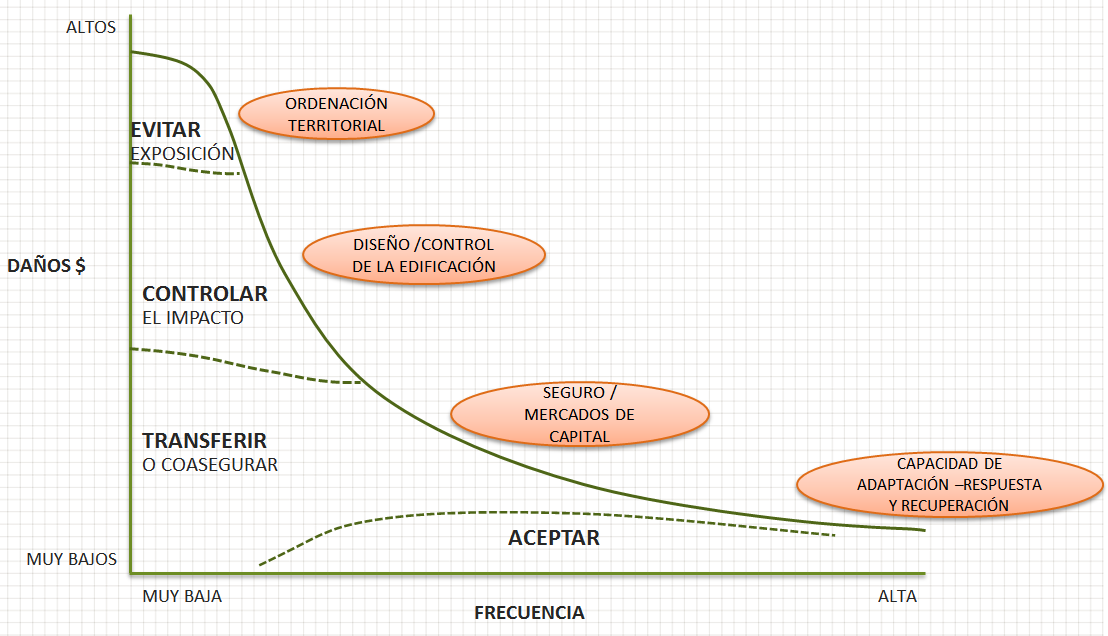 ALTOS
ORDENACIÓN
TERRITORIAL
EVITAR
EXPOSICIÓN
DISEÑO /CONTROL
DE LA EDIFICACIÓN
DAÑOS $
CONTROLAR
EL IMPACTO
SEGURO /
MERCADOS DE
CAPITAL
TRANSFERIR
O COASEGURAR
CAPACIDAD DE
ADAPTACIÓN –RESPUESTA
Y RECUPERACIÓN
ACEPTAR
MUY BAJOS
MUY BAJA
ALTA
FRECUENCIA